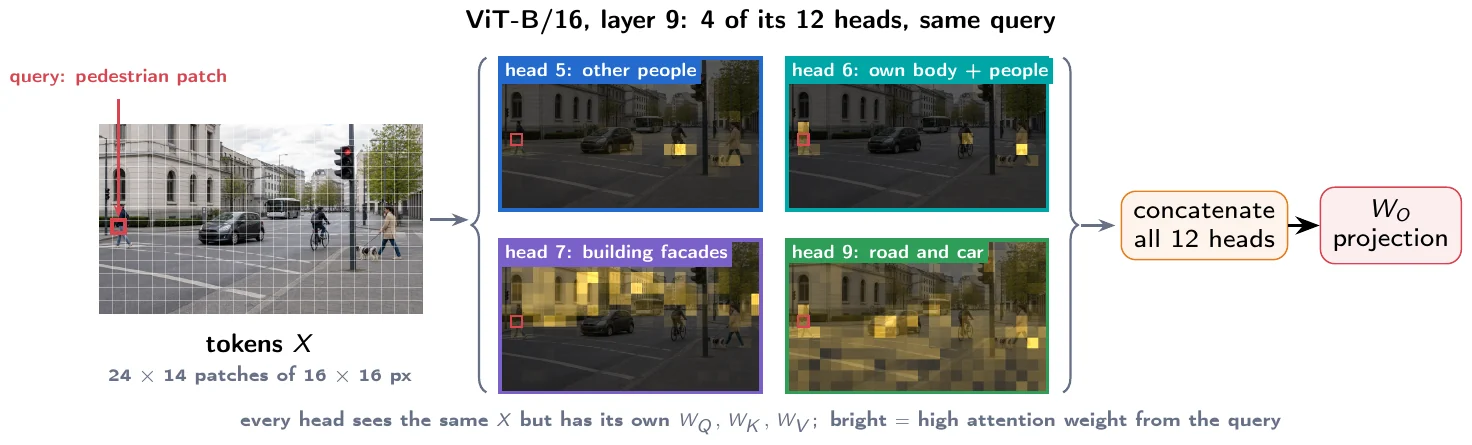 ViT-B/16, layer 9: 4 of its 12 heads, same query
query: pedestrian patch
head 5: other people
head 6: own body + people
head 7: building facades
head 9: road and car
concatenate
all 12 heads
W_O
projection
tokens X
24 × 14 patches of 16 × 16 px
every head sees the same X but has its own W_Q, W_K, W_V; bright = high attention weight from the query